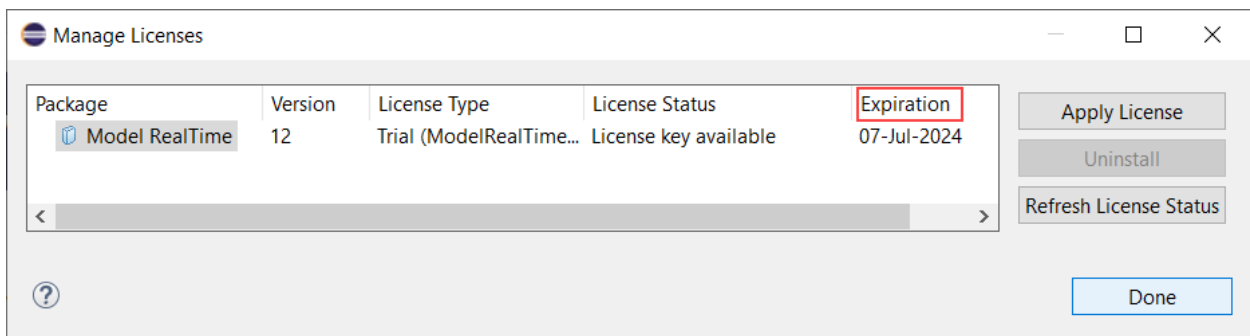 Manage Licenses
Package Version License Type License Status Expiration
Model RealTime 12 Trial (ModelRealTime... License key available 07-Jul-2024
Apply License
Uninstall
Refresh License Status
Done